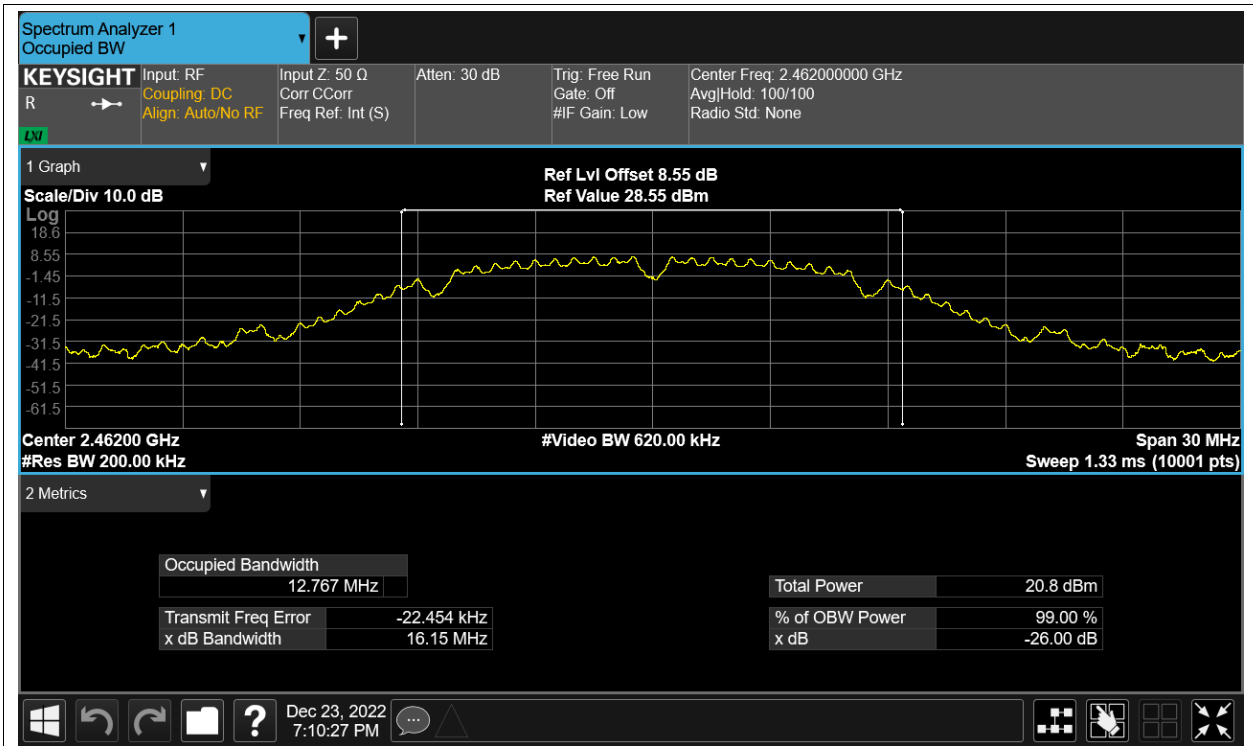 Spectrum Analyzer 1
Occupied BW
KEYSIGHT
R
LXI
Input: RF
Coupling: DC
Align: Auto/No RF
Input Z: 50 Ω
Corr CCorr
Freq Ref: Int (S)
Atten: 30 dB
Trig: Free Run
Gate: Off
#IF Gain: Low
Center Freq: 2.462000000 GHz
Avg|Hold: 100/100
Radio Std: None
1 Graph
Scale/Div 10.0 dB
Ref Lvl Offset 8.55 dB
Ref Value 28.55 dBm
Log
18.6
8.55
-1.45
-11.5
-21.5
-31.5
-41.5
-51.5
-61.5
Center 2.46200 GHz
#Video BW 620.00 kHz
Span 30 MHz
#Res BW 200.00 kHz
Sweep 1.33 ms (10001 pts)
2 Metrics
Occupied Bandwidth
12.767 MHz
Transmit Freq Error -22.454 kHz
x dB Bandwidth 16.15 MHz
Total Power 20.8 dBm
% of OBW Power 99.00 %
x dB -26.00 dB
?
Dec 23, 2022
7:10:27 PM